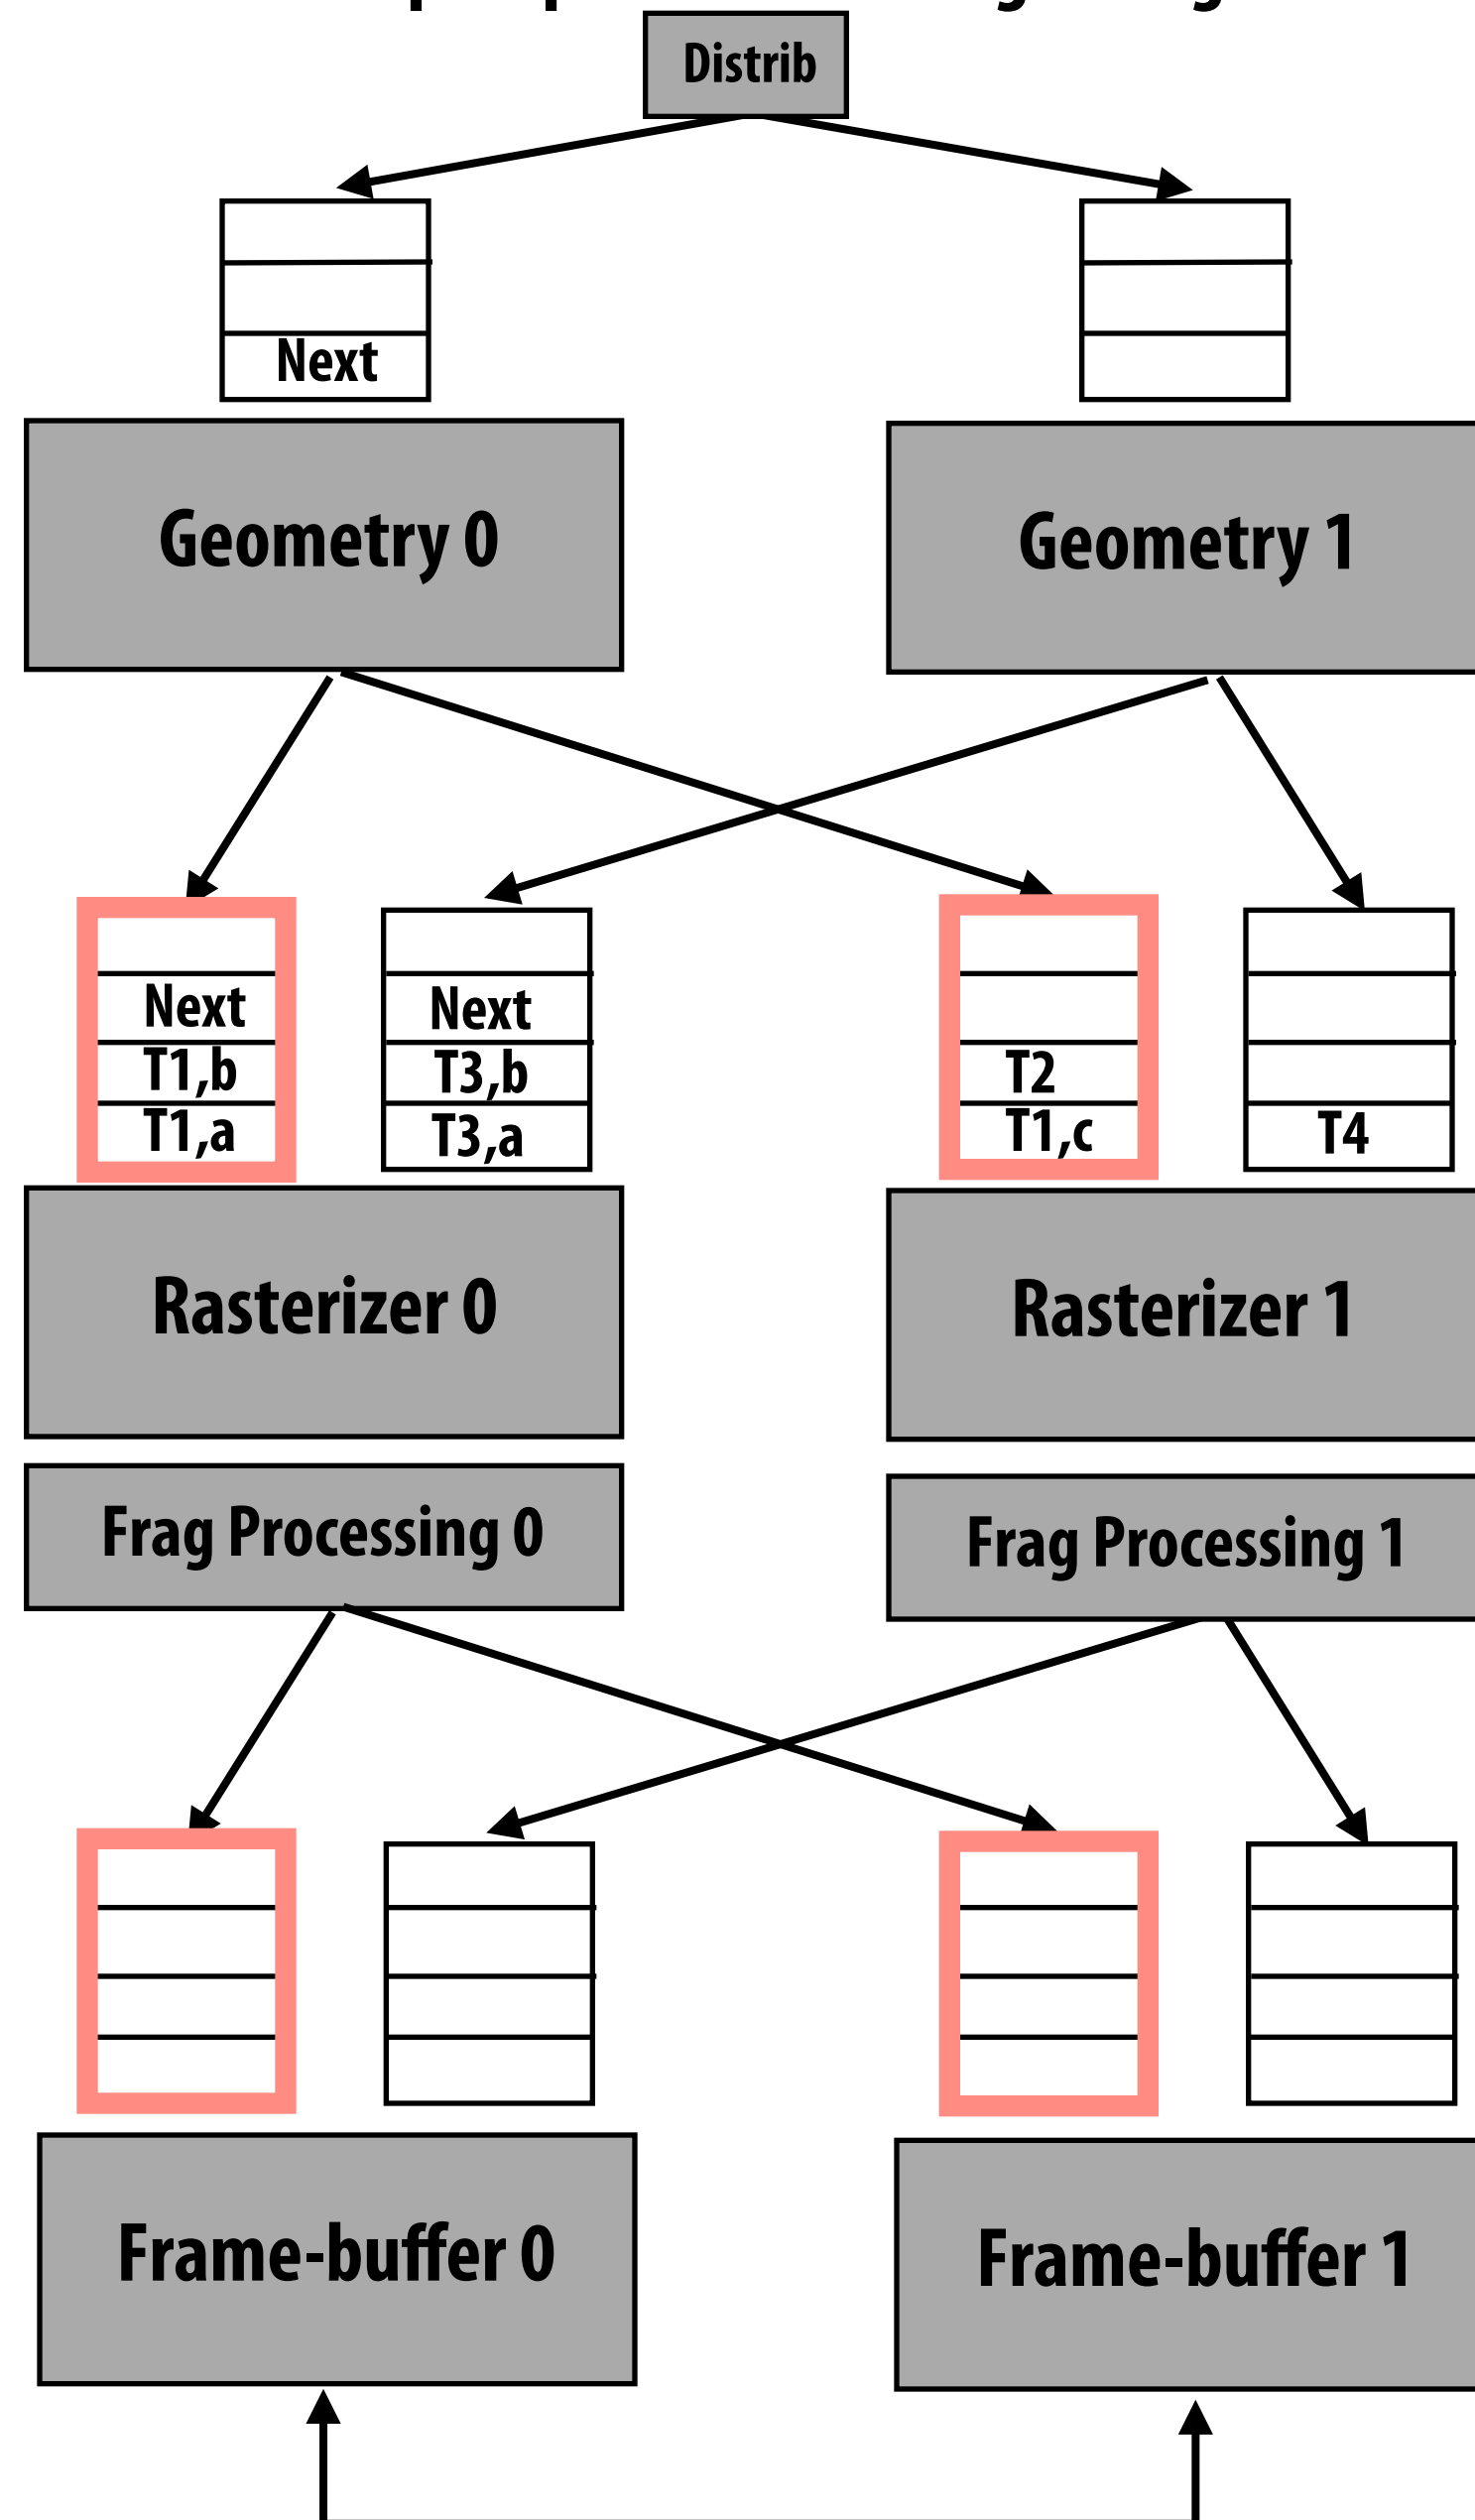 Distrib
Next
Geometry 0
Geometry 1
Next
T1,b
T1,a
Next
T3,b
T3,a
T2
T1,c
T4
Rasterizer 0
Rasterizer 1
Frag Processing 0
Frag Processing 1
Frame-buffer 0
Frame-buffer 1